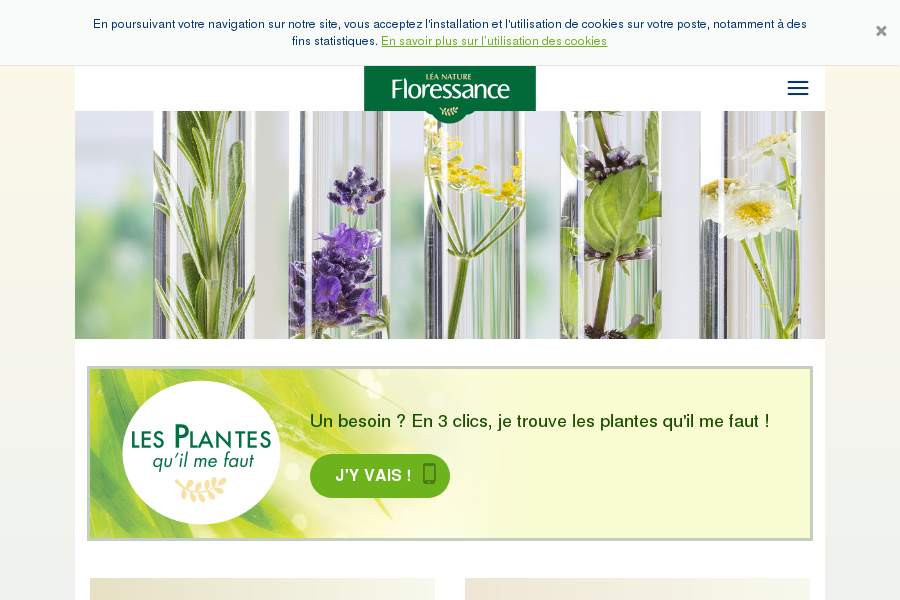 En poursuivant votre navigation sur notre site, vous acceptez l'installation et l'utilisation de cookies sur votre poste, notamment à des
fins statistiques. En savoir plus sur l'utilisation des cookies
×
LÉA NATURE
Floressance
Un besoin ? En 3 clics, je trouve les plantes qu'il me faut !
LES PLANTES
qu'il me faut
J'Y VAIS !